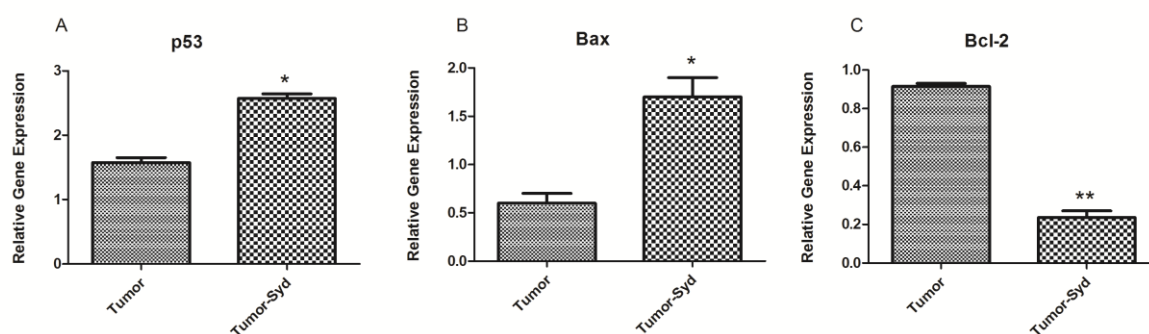 A
p53
Relative Gene Expression
3
2
1
0
*
Tumor
Tumor-Syd
B
Bax
Relative Gene Expression
2.0
1.5
1.0
0.5
0.0
*
Tumor
Tumor-Syd
C
Bcl-2
Relative Gene Expression
1.0
0.8
0.6
0.4
0.2
0.0
**
Tumor
Tumor-Syd